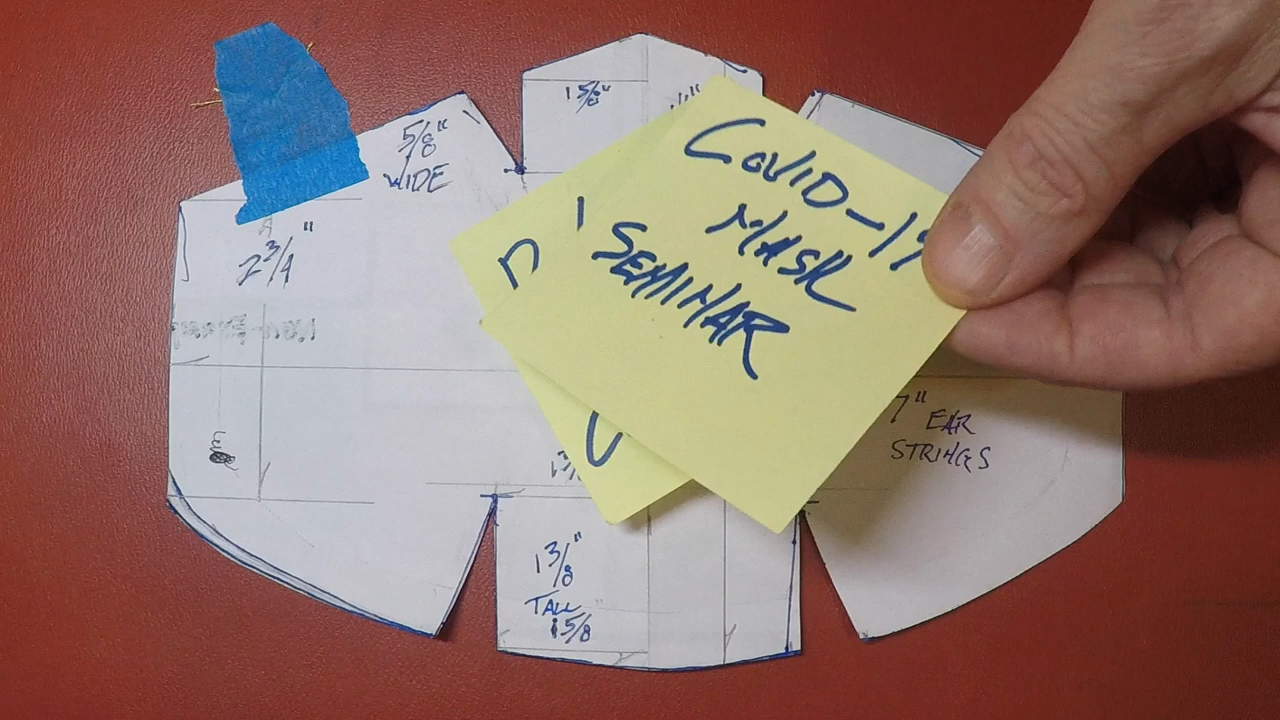 1 5/8"
5/8"
WIDE
COVID-19
MASK
SEMINAR
A
2 3/4"
7" EAR
STRINGS
1 3/8"
TALL
1 5/8